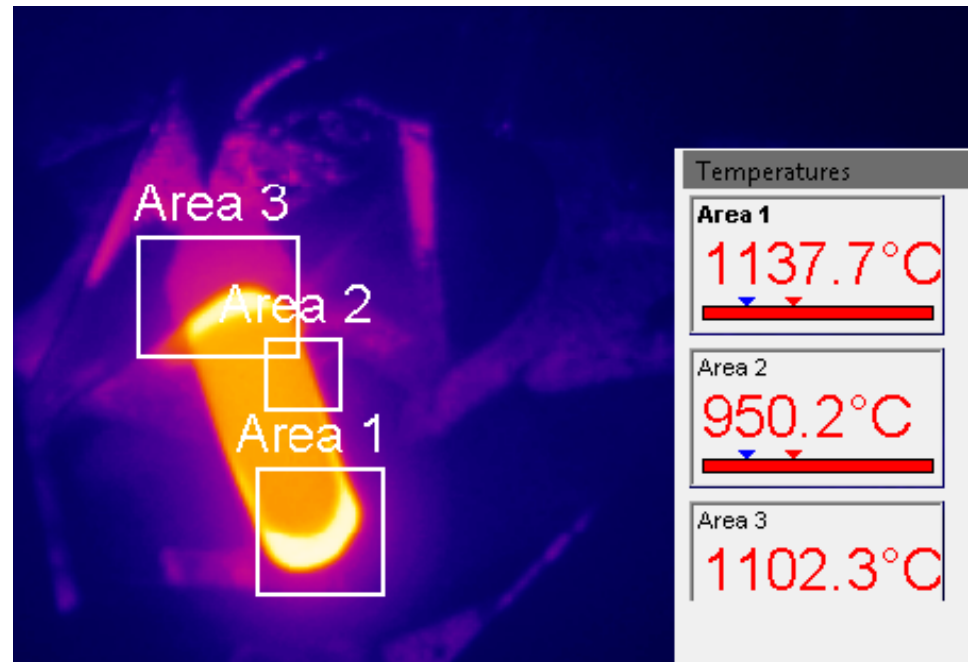 Area 3
Area 2
Area 1
Temperatures
Area 1
1137.7°C
Area 2
950.2°C
Area 3
1102.3°C